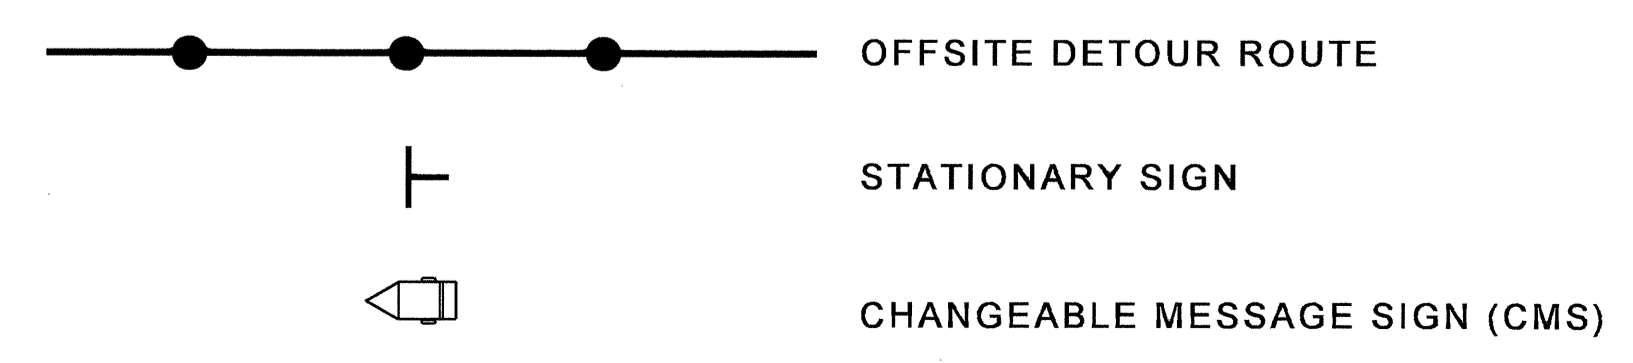 OFFSITE DETOUR ROUTE
STATIONARY SIGN
CHANGEABLE MESSAGE SIGN (CMS)